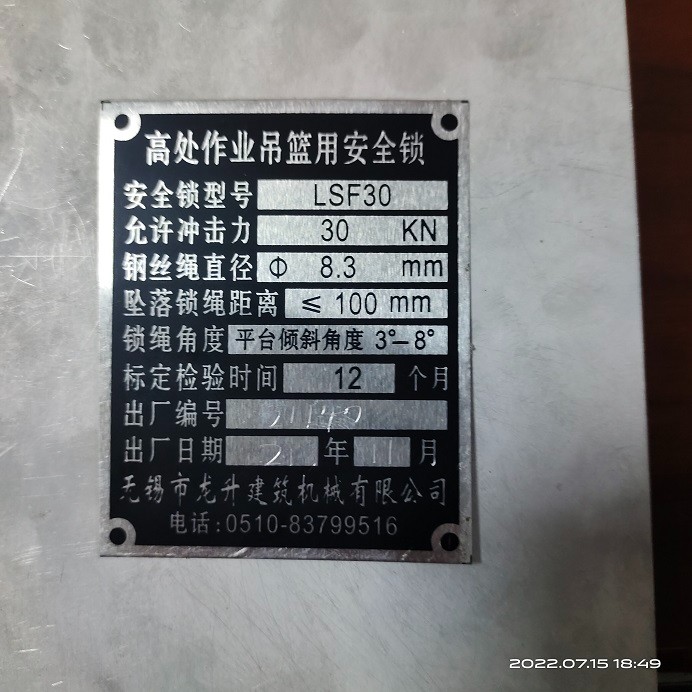 高处作业吊篮用安全锁
安全锁型号 LSF30
允许冲击力 30 KN
钢丝绳直径 Φ 8.3 mm
坠落锁绳距离 ≤ 100 mm
锁绳角度 平台倾斜角度 3°—8°
标定检验时间 12 个月
出厂编号
出厂日期 21 年 11 月
无锡市龙升建筑机械有限公司
电话:0510-83799516
2022.07.15 18:49